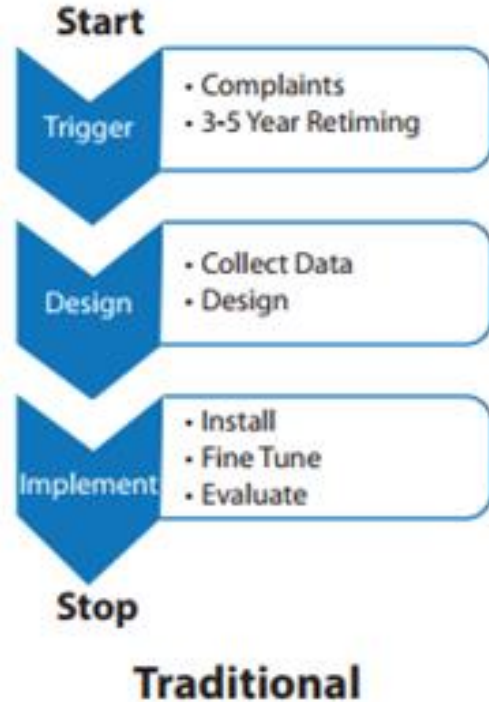 Start
Trigger
• Complaints
• 3-5 Year Retiming
Design
• Collect Data
• Design
Implement
• Install
• Fine Tune
• Evaluate
Stop
Traditional